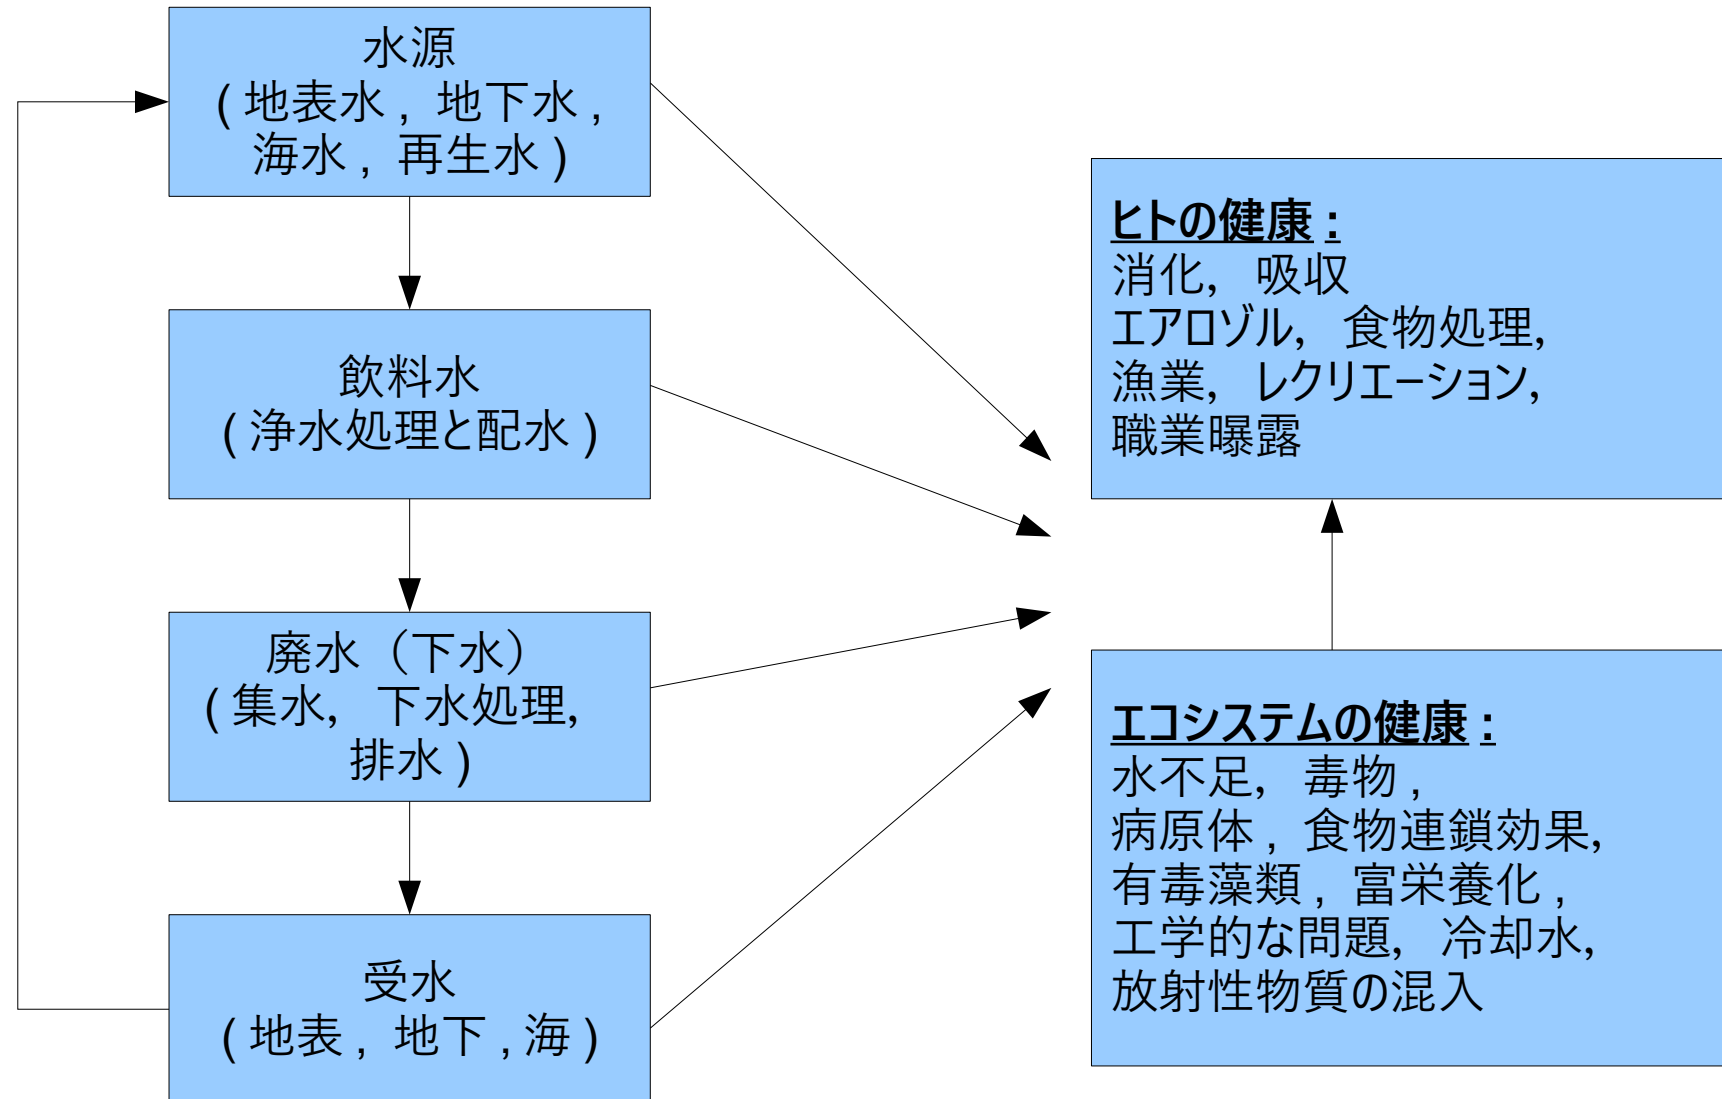 水源
( 地表水 , 地下水 ,
海水 , 再生水 )
飲料水
( 浄水処理と配水 )
廃水（下水）
( 集水, 下水処理,
排水 )
受水
( 地表 , 地下 , 海 )
ヒトの健康 :
消化, 吸収
エアロゾル, 食物処理,
漁業, レクリエーション,
職業曝露
エコシステムの健康 :
水不足, 毒物 ,
病原体 , 食物連鎖効果,
有毒藻類 , 富栄養化 ,
工学的な問題, 冷却水,
放射性物質の混入